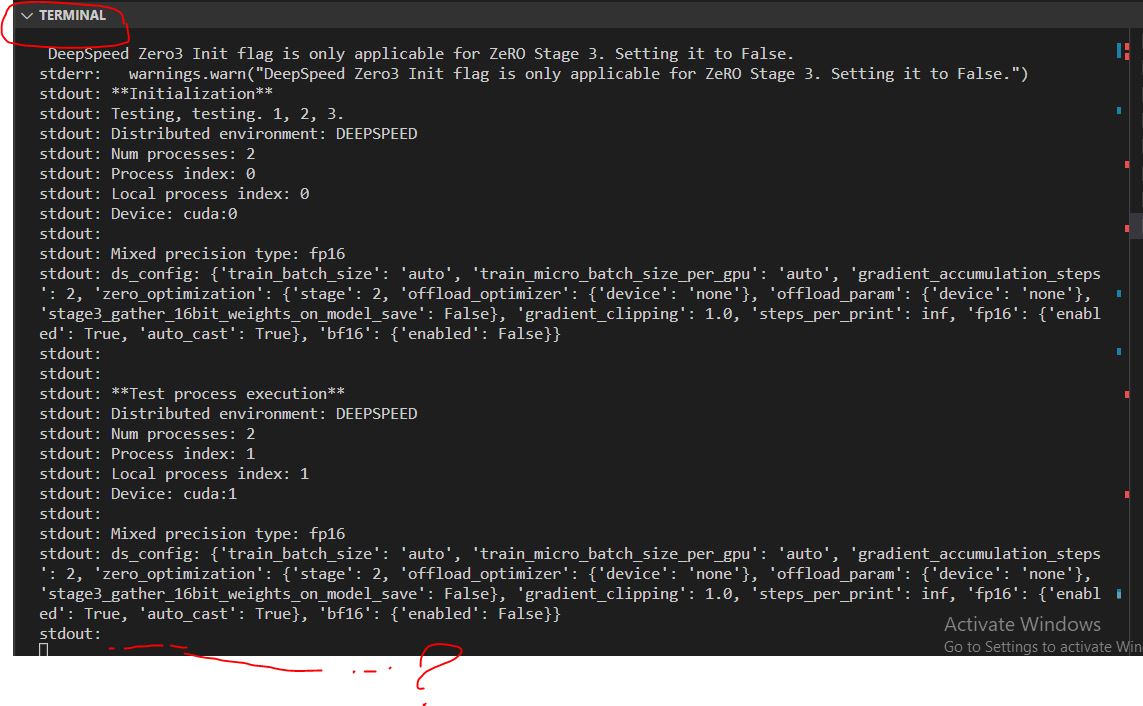 TERMINAL
DeepSpeed Zero3 Init flag is only applicable for ZeRO Stage 3. Setting it to False.
stderr:   warnings.warn("DeepSpeed Zero3 Init flag is only applicable for ZeRO Stage 3. Setting it to False.")
stdout: **Initialization**
stdout: Testing, testing. 1, 2, 3.
stdout: Distributed environment: DEEPSPEED
stdout: Num processes: 2
stdout: Process index: 0
stdout: Local process index: 0
stdout: Device: cuda:0
stdout:
stdout: Mixed precision type: fp16
stdout: ds_config: {'train_batch_size': 'auto', 'train_micro_batch_size_per_gpu': 'auto', 'gradient_accumulation_steps
': 2, 'zero_optimization': {'stage': 2, 'offload_optimizer': {'device': 'none'}, 'offload_param': {'device': 'none'},
'stage3_gather_16bit_weights_on_model_save': False}, 'gradient_clipping': 1.0, 'steps_per_print': inf, 'fp16': {'enabl
ed': True, 'auto_cast': True}, 'bf16': {'enabled': False}}
stdout:
stdout:
stdout: **Test process execution**
stdout: Distributed environment: DEEPSPEED
stdout: Num processes: 2
stdout: Process index: 1
stdout: Local process index: 1
stdout: Device: cuda:1
stdout:
stdout: Mixed precision type: fp16
stdout: ds_config: {'train_batch_size': 'auto', 'train_micro_batch_size_per_gpu': 'auto', 'gradient_accumulation_steps
': 2, 'zero_optimization': {'stage': 2, 'offload_optimizer': {'device': 'none'}, 'offload_param': {'device': 'none'},
'stage3_gather_16bit_weights_on_model_save': False}, 'gradient_clipping': 1.0, 'steps_per_print': inf, 'fp16': {'enabl
ed': True, 'auto_cast': True}, 'bf16': {'enabled': False}}
stdout:
Activate Windows
Go to Settings to activate Win
?